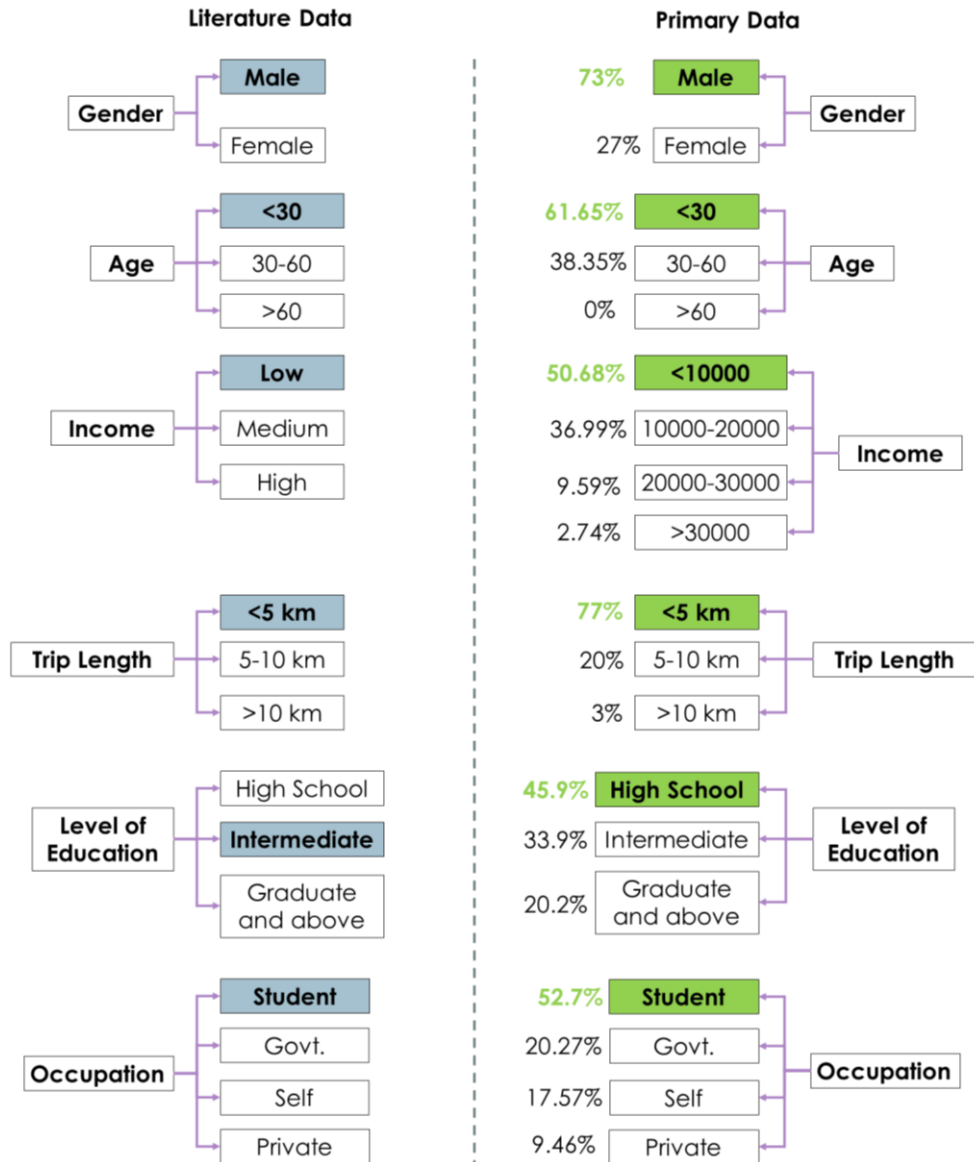 Literature Data
Gender
Male
Female
Age
<30
30-60
>60
Income
Low
Medium
High
Trip Length
<5 km
5-10 km
>10 km
Level of
Education
High School
Intermediate
Graduate
and above
Occupation
Student
Govt.
Self
Private
Primary Data
73% Male
27% Female
Gender
61.65% <30
38.35% 30-60
0% >60
Age
50.68% <10000
36.99% 10000-20000
9.59% 20000-30000
2.74% >30000
Income
77% <5 km
20% 5-10 km
3% >10 km
Trip Length
45.9% High School
33.9% Intermediate
20.2% Graduate
and above
Level of
Education
52.7% Student
20.27% Govt.
17.57% Self
9.46% Private
Occupation